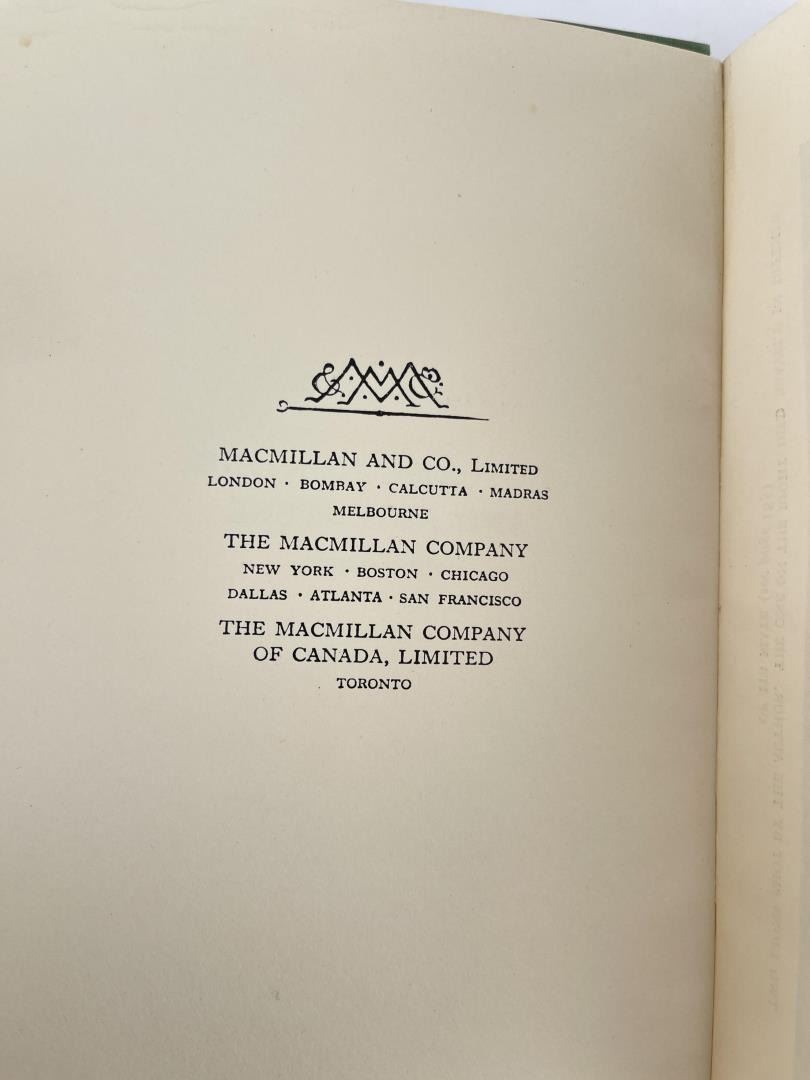 MACMILLAN AND CO., LIMITED
LONDON · BOMBAY · CALCUTTA · MADRAS
MELBOURNE
THE MACMILLAN COMPANY
NEW YORK · BOSTON · CHICAGO
DALLAS · ATLANTA · SAN FRANCISCO
THE MACMILLAN COMPANY
OF CANADA, LIMITED
TORONTO